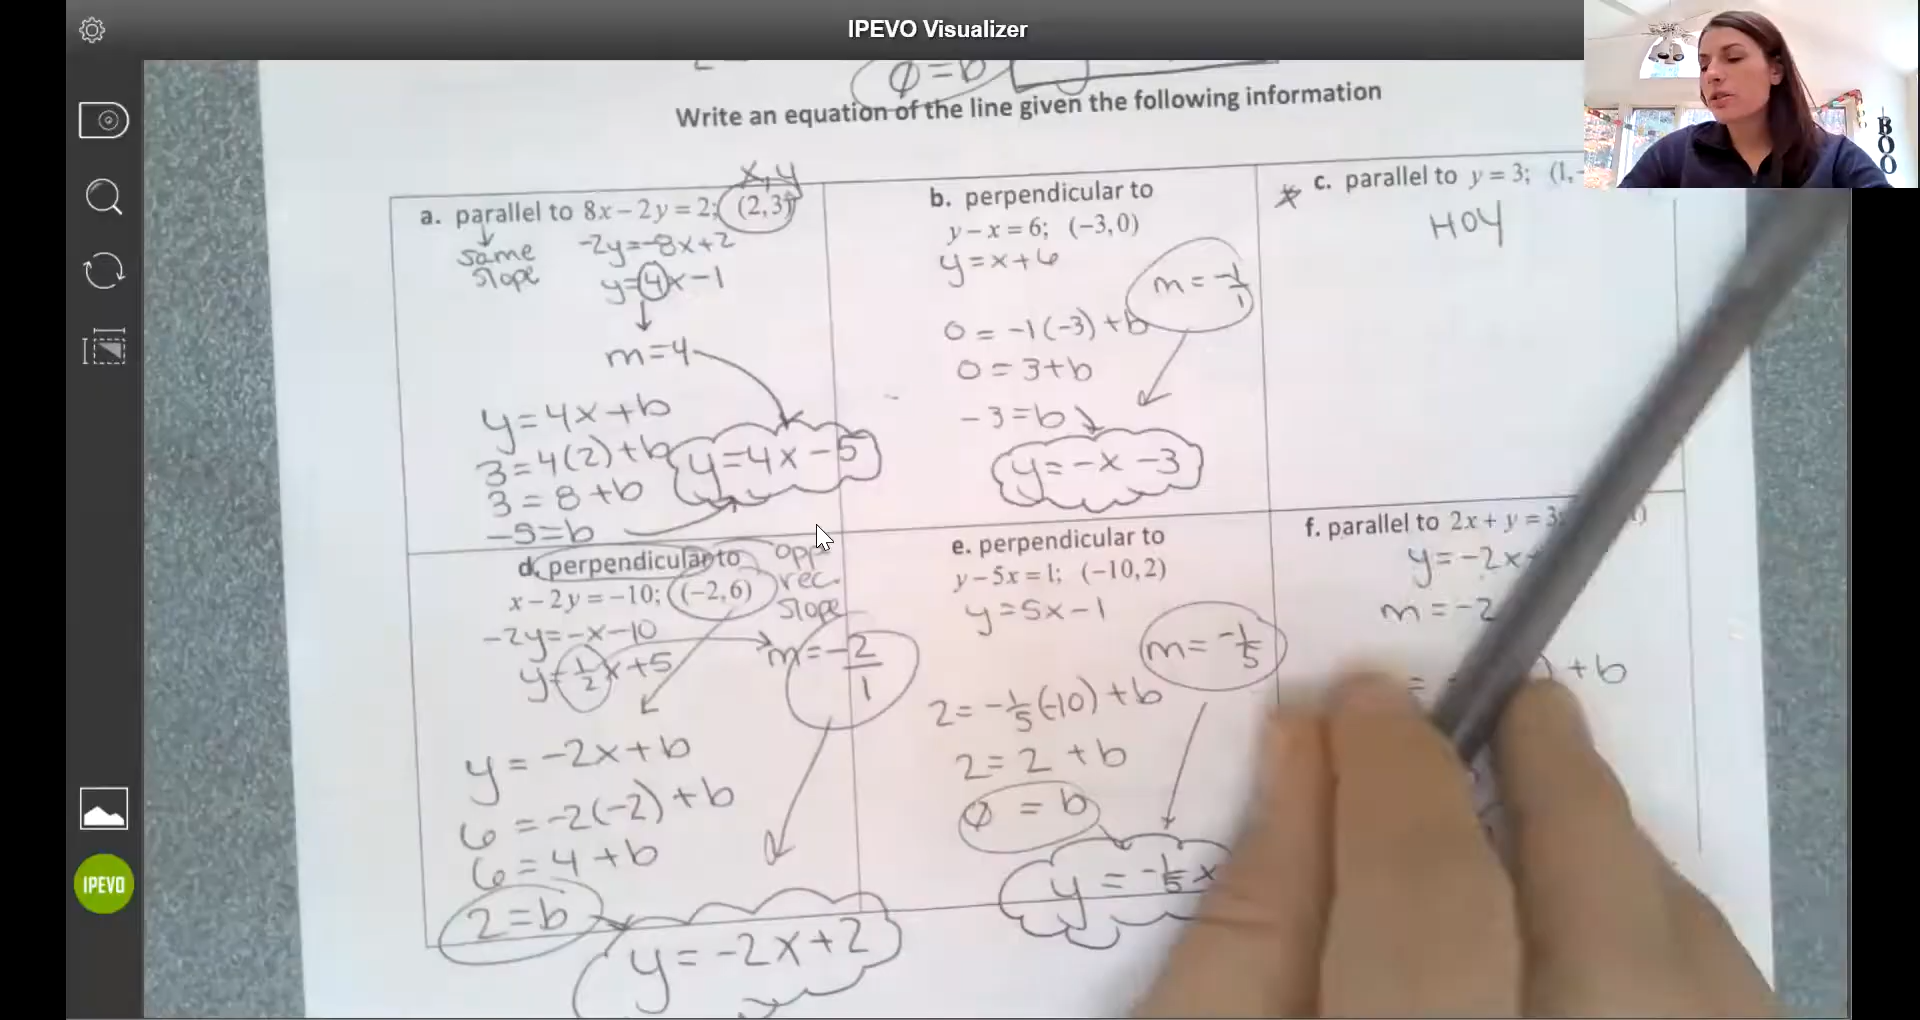 IPEVO Visualizer
B
O
O
Ø=b
Write an equation of the line given the following information
x,y
a. parallel to 8x-2y=2; (2,3)
same
slope
-2y=-8x+2
y=4x-1
m=4
y=4x+b
3=4(2)+b
3=8+b
-5=b
y=4x-5
b. perpendicular to
y-x=6; (-3,0)
y=x+6
m=-1/1
0=-1(-3)+b
0=3+b
-3=b
y=-x-3
c. parallel to y=3; (1,-
HOY
d. perpendicular to
x-2y=-10; (-2,6)
opp
rec.
slope
-2y=-x-10
y=1/2x+5
m=-2/1
y=-2x+b
6=-2(-2)+b
6=4+b
2=b
y=-2x+2
e. perpendicular to
y-5x=1; (-10,2)
y=5x-1
m=-1/5
2=-1/5(-10)+b
2=2+b
Ø=b
y=-1/5x
f. parallel to 2x+y=3;
y=-2x+
m=-2
+b
IPEVO